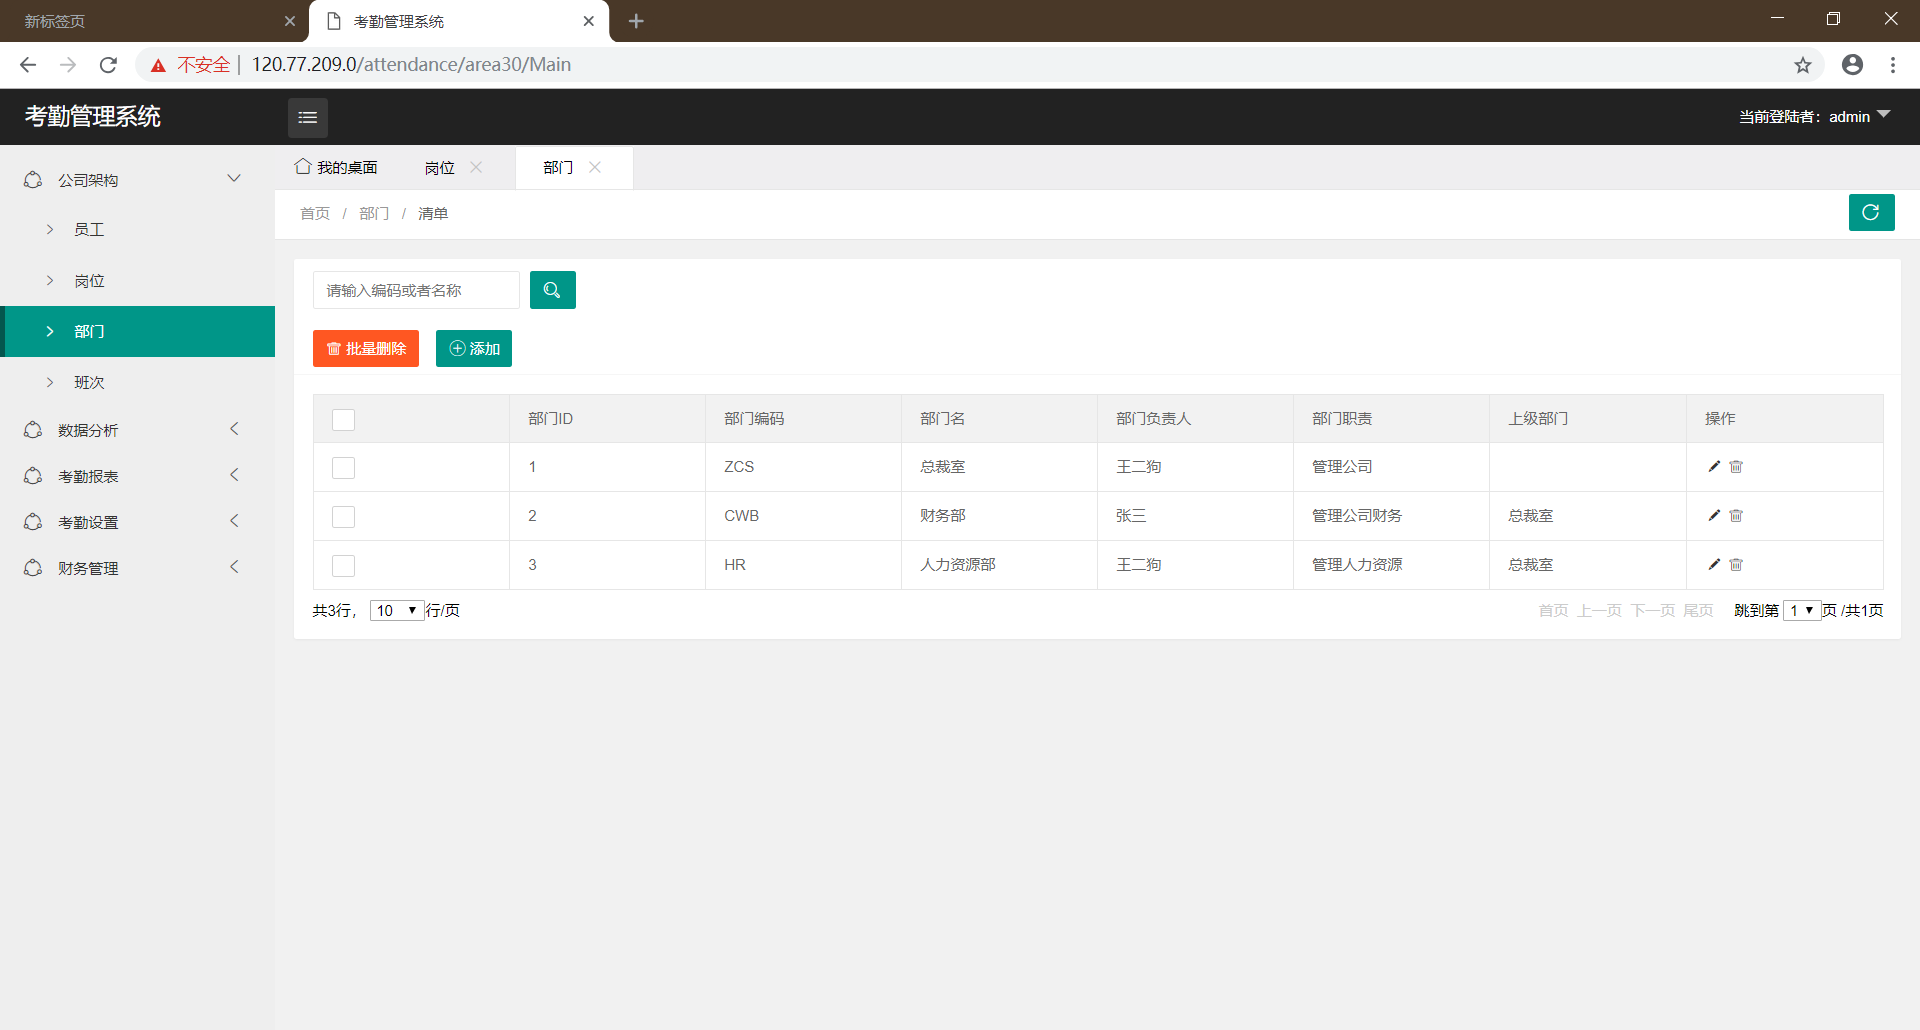 新标签页
考勤管理系统
不安全 120.77.209.0/attendance/area30/Main
考勤管理系统
当前登陆者：admin
公司架构
员工
岗位
部门
班次
数据分析
考勤报表
考勤设置
财务管理
我的桌面 岗位 部门
首页 / 部门 / 清单
请输入编码或者名称
批量删除 添加
部门ID 部门编码 部门名 部门负责人 部门职责 上级部门 操作
1 ZCS 总裁室 王二狗 管理公司
2 CWB 财务部 张三 管理公司财务 总裁室
3 HR 人力资源部 王二狗 管理人力资源 总裁室
共3行， 10 行/页 首页 上一页 下一页 尾页 跳到第 1 页 /共1页